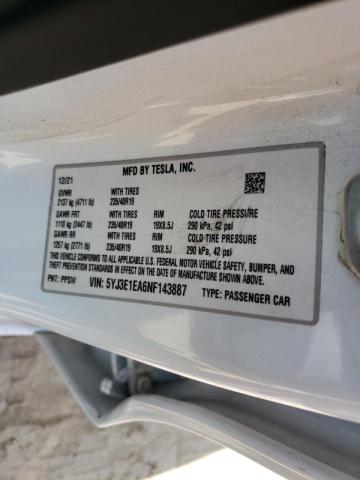 MFD BY TESLA, INC.
12/21
GVWR WITH TIRES
2137 kg (4711 lb) 235/40R19
GAWR FRT WITH TIRES RIM COLD TIRE PRESSURE
1110 kg (2447 lb) 235/40R19 19X8.5J 290 kPa, 42 psi
GAWR RR WITH TIRES RIM COLD TIRE PRESSURE
1257 kg (2771 lb) 235/40R19 19X8.5J 290 kPa, 42 psi
THIS VEHICLE CONFORMS TO ALL APPLICABLE U.S. FEDERAL MOTOR VEHICLE SAFETY, BUMPER, AND
THEFT PREVENTION STANDARDS IN EFFECT ON THE DATE OF MANUFACTURE SHOWN ABOVE.
PNT: PPSW VIN: 5YJ3E1EA6NF143887 TYPE: PASSENGER CAR